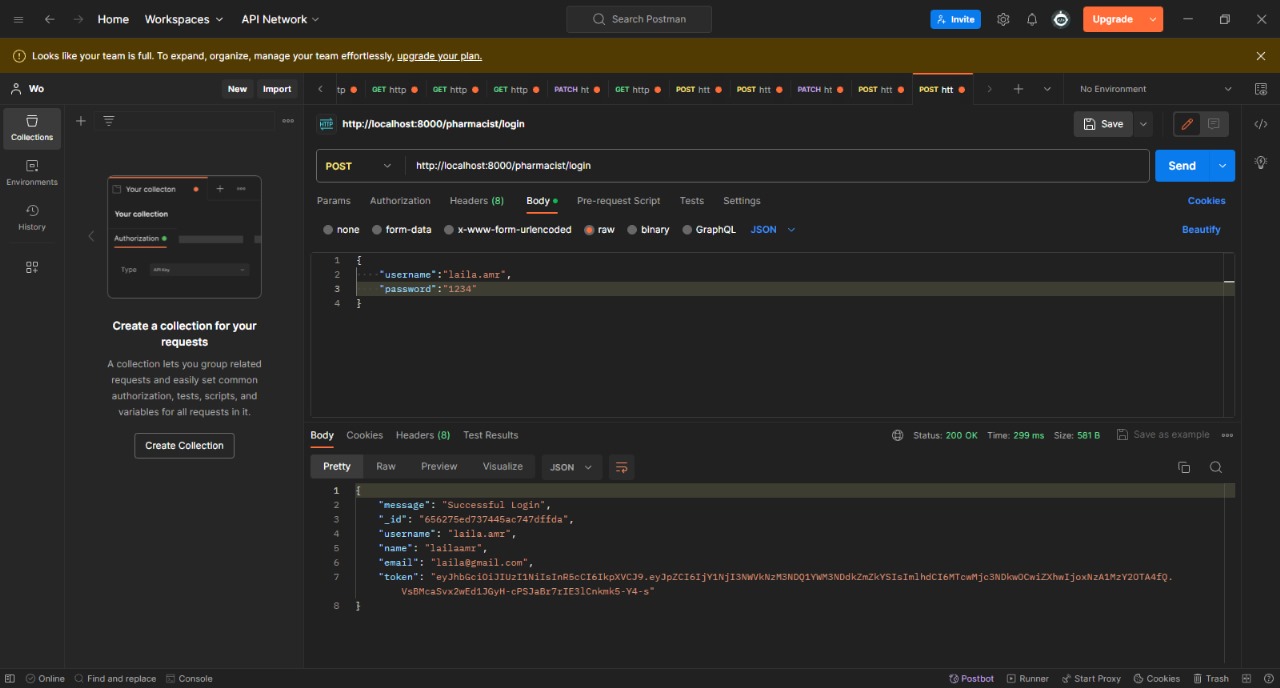 Home Workspaces API Network Search Postman Invite Upgrade
Looks like your team is full. To expand, organize, manage your team effortlessly, upgrade your plan.
Wo New Import
tp GET http GET http GET http PATCH ht GET http POST htt POST htt PATCH ht POST htt POST htt No Environment
Collections
Environments
History
Your collecton
Your collection
Authorization
Type API Key
Create a collection for your
requests
A collection lets you group related
requests and easily set common
authorization, tests, scripts, and
variables for all requests in it.
Create Collection
HTTP http://localhost:8000/pharmacist/login Save
POST http://localhost:8000/pharmacist/login Send
Params Authorization Headers (8) Body Pre-request Script Tests Settings Cookies
none form-data x-www-form-urlencoded raw binary GraphQL JSON Beautify
1 {
2 "username":"laila.amr",
3 "password":"1234"
4 }
Body Cookies Headers (8) Test Results Status: 200 OK Time: 299 ms Size: 581 B Save as example
Pretty Raw Preview Visualize JSON
1 {
2 "message": "Successful Login",
3 "_id": "656275ed737445ac747dffda",
4 "username": "laila.amr",
5 "name": "lailaamr",
6 "email": "laila@gmail.com",
7 "token":
8 }
Online Find and replace Console Postbot Runner Start Proxy Cookies Trash